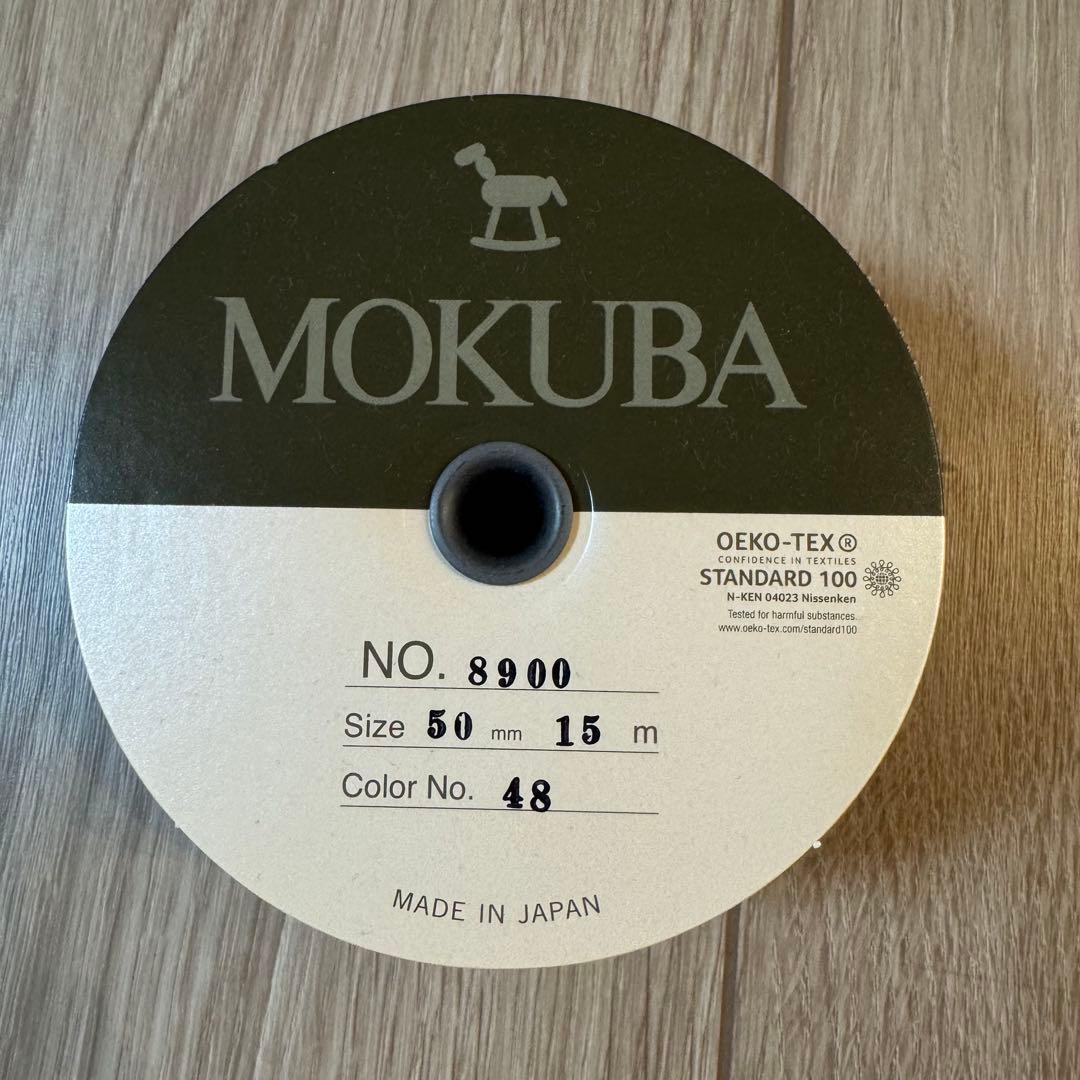 MOKUBA
OEKO-TEX®
CONFIDENCE IN TEXTILES
STANDARD 100
N-KEN 04023 Nissenken
Tested for harmful substances.
www.oeko-tex.com/standard100
NO. 8900
Size 50 mm 15 m
Color No. 48
MADE IN JAPAN